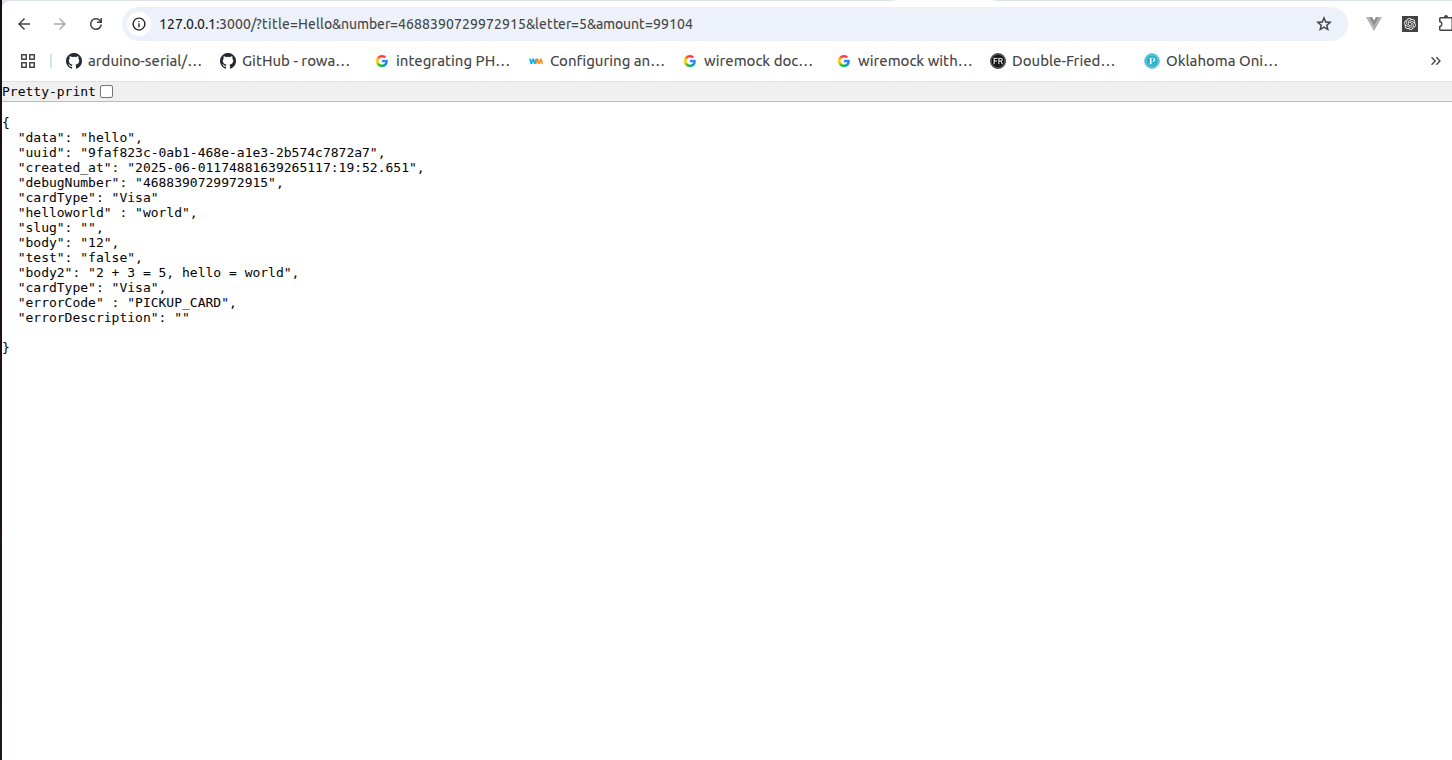 127.0.0.1:3000/?title=Hello&number=4688390729972915&letter=5&amount=99104
arduino-serial/... GitHub - rowa... integrating PH... Configuring an... wiremock doc... wiremock with... Double-Fried... Oklahoma Oni... »
Pretty-print
{
"data": "hello",
"uuid": "9faf823c-0ab1-468e-a1e3-2b574c7872a7",
"created_at": "2025-06-01174881639265117:19:52.651",
"debugNumber": "4688390729972915",
"cardType": "Visa"
"helloworld" : "world",
"slug": "",
"body": "12",
"test": "false",
"body2": "2 + 3 = 5, hello = world",
"cardType": "Visa",
"errorCode" : "PICKUP_CARD",
"errorDescription": ""
}